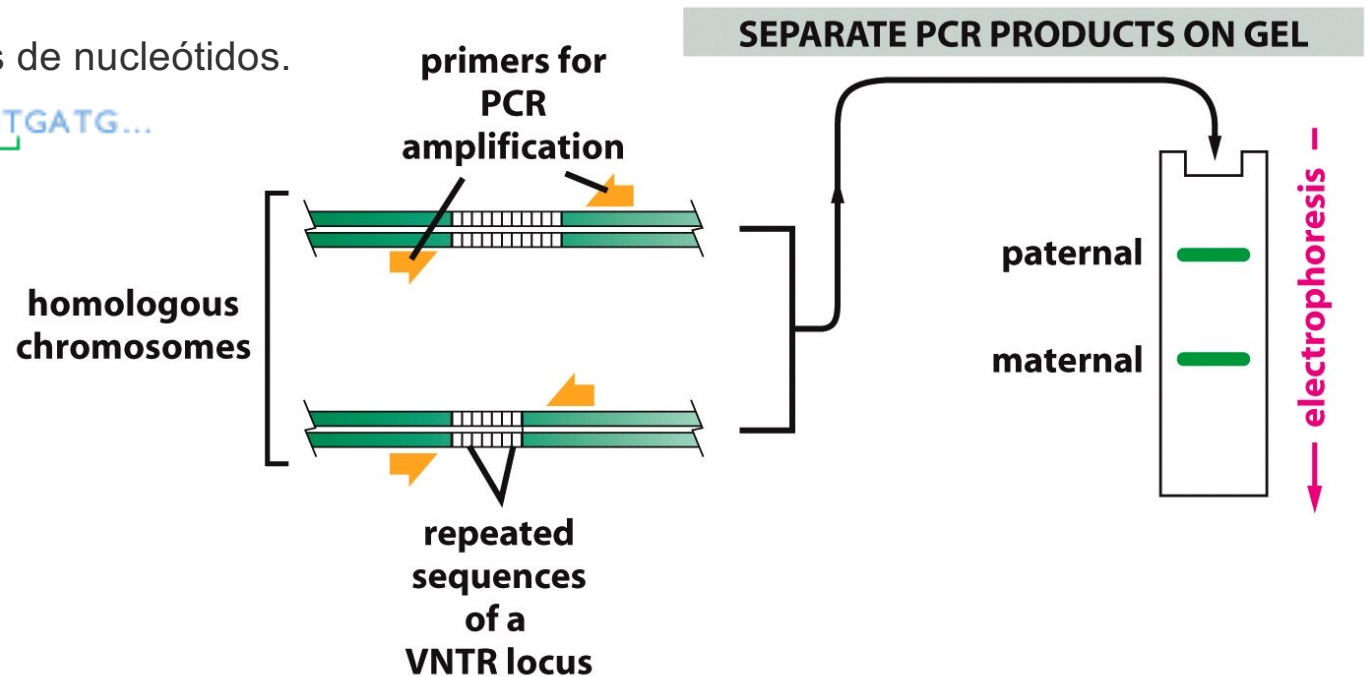 SEPARATE PCR PRODUCTS ON GEL
de nucleótidos.
TGATG...
primers for
PCR
amplification
homologous
chromosomes
repeated
sequences
of a
VNTR locus
paternal
maternal
electrophoresis